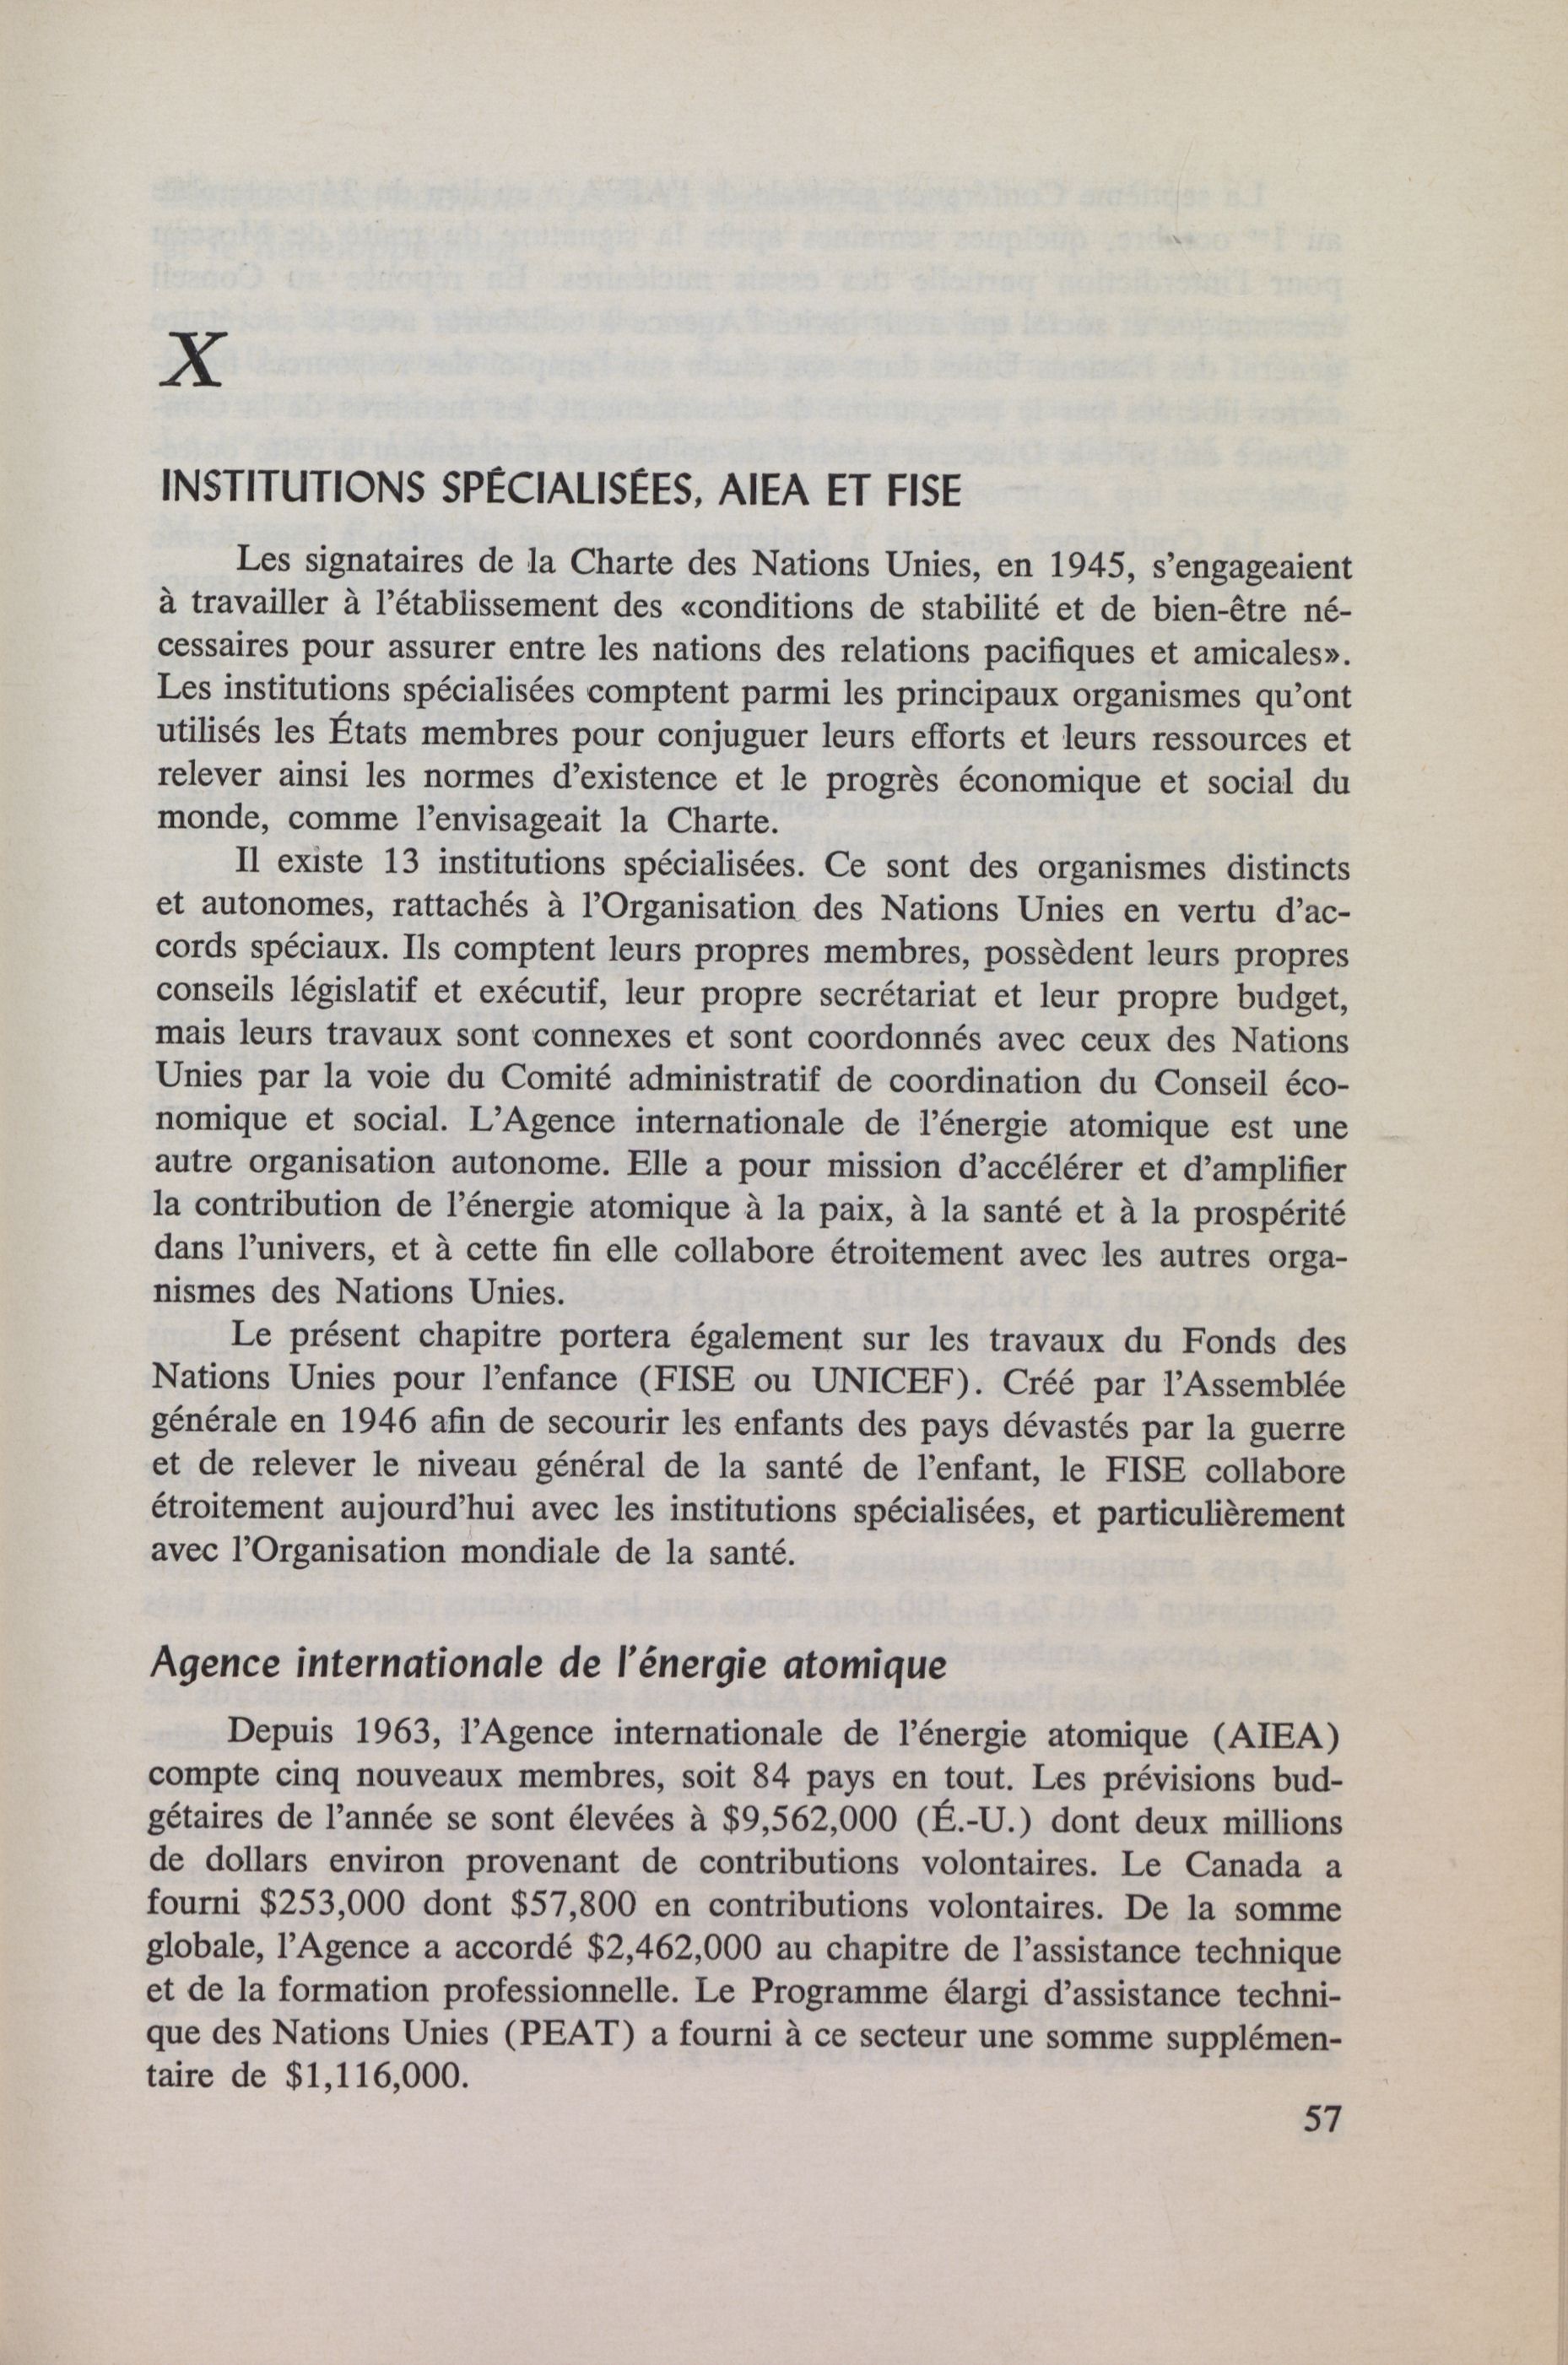 X
INSTITUTIONS SPÉCIALISÉES, AIEA ET FISE
Les signataires de la Charte des Nations Unies, en 1945, s'engageaient
à travailler à l'établissement des «conditions de stabilité et de bien-être né-
cessaires pour assurer entre les nations des relations pacifiques et amicales».
Les institutions spécialisées comptent parmi les principaux organismes qu'ont
utilisés les États membres pour conjuguer leurs efforts et leurs ressources et
relever ainsi les normes d'existence et le progrès économique et social du
monde, comme l'envisageait la Charte.
Il existe 13 institutions spécialisées. Ce sont des organismes distincts
et autonomes, rattachés à l'Organisation des Nations Unies en vertu d'ac-
cords spéciaux. Ils comptent leurs propres membres, possèdent leurs propres
conseils législatif et exécutif, leur propre secrétariat et leur propre budget,
mais leurs travaux sont connexes et sont coordonnés avec ceux des Nations
Unies par la voie du Comité administratif de coordination du Conseil éco-
nomique et social. L'Agence internationale de l'énergie atomique est une
autre organisation autonome. Elle a pour mission d'accélérer et d'amplifier
la contribution de l'énergie atomique à la paix, à la santé et à la prospérité
dans l'univers, et à cette fin elle collabore étroitement avec les autres orga-
nismes des Nations Unies.
Le présent chapitre portera également sur les travaux du Fonds des
Nations Unies pour l'enfance (FISE ou UNICEF). Créé par l'Assemblée
générale en 1946 afin de secourir les enfants des pays dévastés par la guerre
et de relever le niveau général de la santé de l'enfant, le FISE collabore
étroitement aujourd'hui avec les institutions spécialisées, et particulièrement
avec l'Organisation mondiale de la santé.
Agence internationale de l'énergie atomique
Depuis 1963, l'Agence internationale de l'énergie atomique (AIEA)
compte cinq nouveaux membres, soit 84 pays en tout. Les prévisions bud-
gétaires de l'année se sont élevées à $9,562,000 (É.-U.) dont deux millions
de dollars environ provenant de contributions volontaires. Le Canada a
fourni $253,000 dont $57,800 en contributions volontaires. De la somme
globale, l'Agence a accordé $2,462,000 au chapitre de l'assistance technique
et de la formation professionnelle. Le Programme élargi d'assistance techni-
que des Nations Unies (PEAT) a fourni à ce secteur une somme supplémen-
taire de $1,116,000.
57